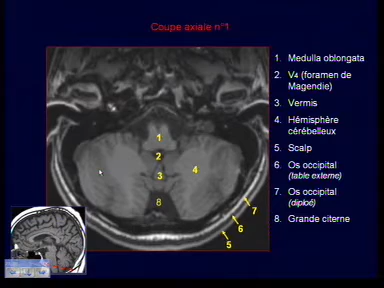 Coupe axiale n°1
1. Medulla oblongata
2. V4 (foramen de
Magendie)
3. Vermis
4. Hémisphère
cérébelleux
5. Scalp
6. Os occipital
(table externe)
7. Os occipital
(diploé)
8. Grande citerne
1
2
3
4
8
7
6
5